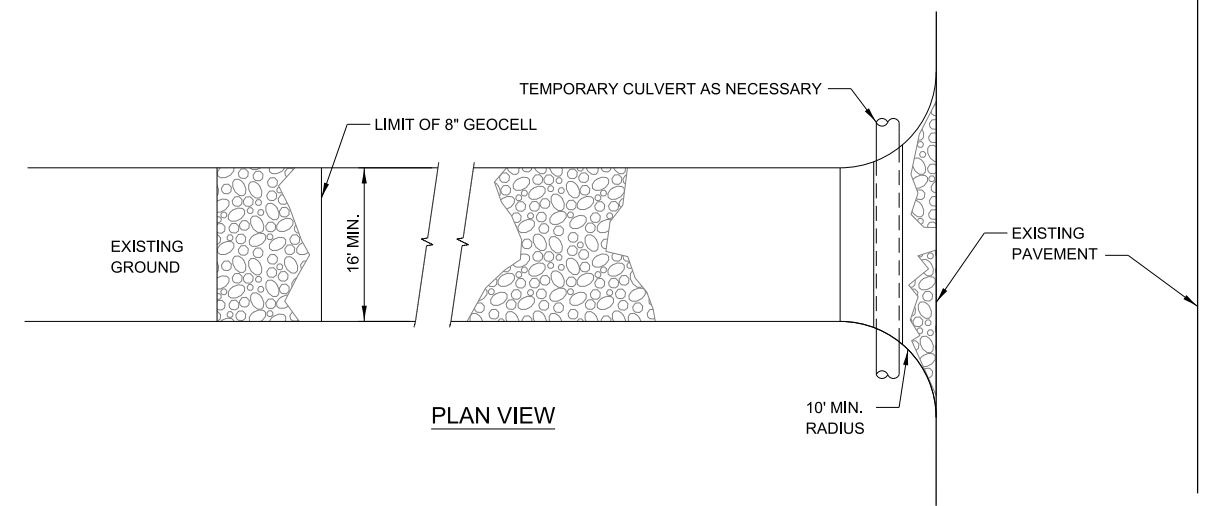 TEMPORARY CULVERT AS NECESSARY
LIMIT OF 8" GEOCELL
EXISTING
GROUND
16' MIN.
EXISTING
PAVEMENT
10' MIN.
RADIUS
PLAN VIEW